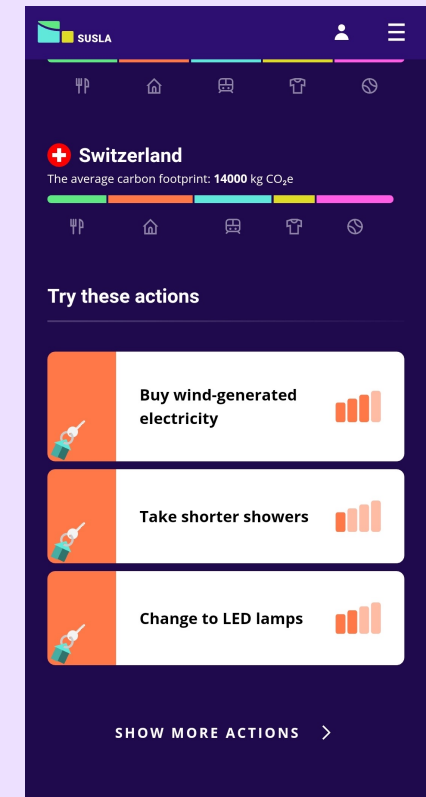 SUSLA
Switzerland
The average carbon footprint: 14000 kg CO₂e
Try these actions
Buy wind-generated
electricity
Take shorter showers
Change to LED lamps
SHOW MORE ACTIONS